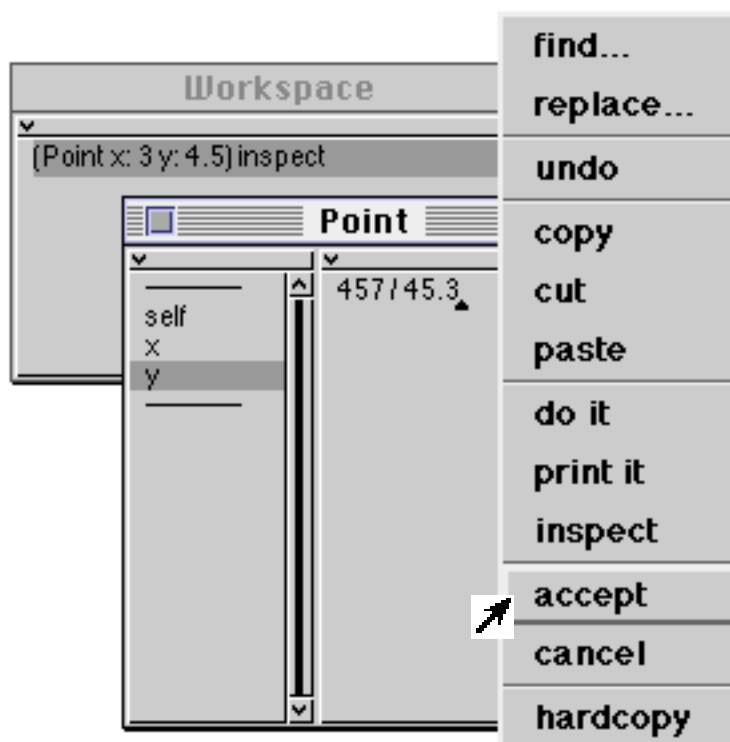 Workspace
(Point x: 3 y: 4.5) inspect
Point
self
x
y
457/45.3
find...
replace...
undo
copy
cut
paste
do it
print it
inspect
accept
cancel
hardcopy